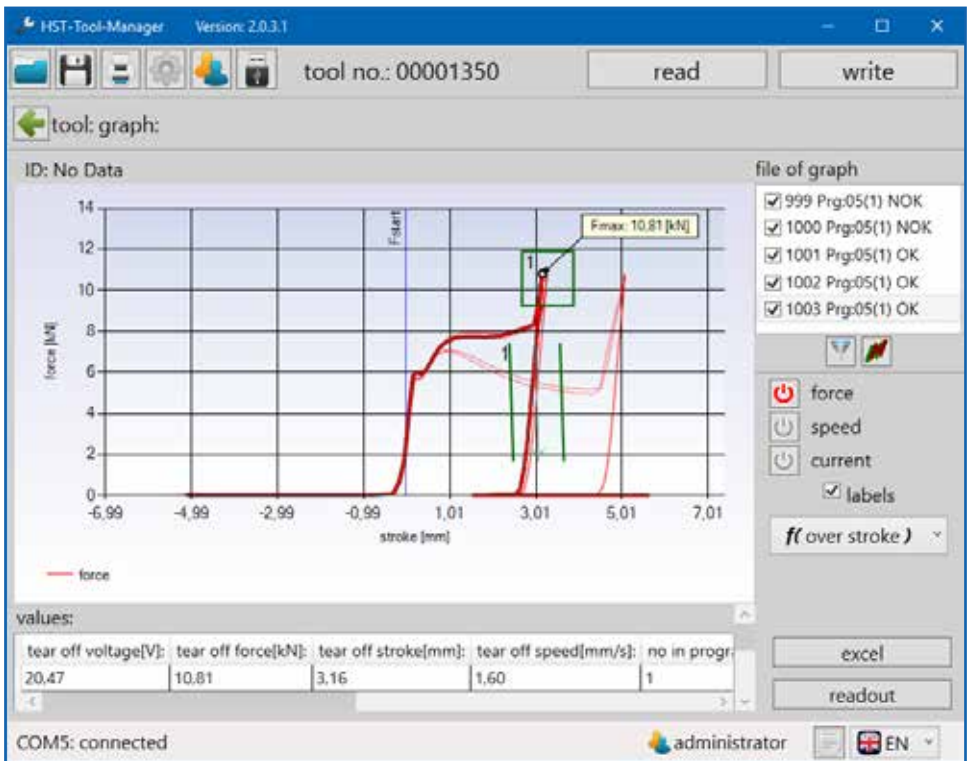 HST-Tool-Manager Version: 2.0.3.1
tool no.: 00001350 read write
tool: graph:
ID: No Data
file of graph
999 Prg:05(1) NOK
1000 Prg:05(1) NOK
1001 Prg:05(1) OK
1002 Prg:05(1) OK
1003 Prg:05(1) OK
14
12
10
8
6
4
2
0
force [kN]
F-start
Fmax: 10,81 [kN]
1
1
-6,99 -4,99 -2,99 -0,99 1,01 3,01 5,01 7,01
stroke [mm]
force
force
speed
current
labels
f( over stroke )
values:
tear off voltage[V]: tear off force[kN]: tear off stroke[mm]: tear off speed[mm/s]: no in progr
20,47 10,81 3,16 1,60 1
excel
readout
COM5: connected administrator EN